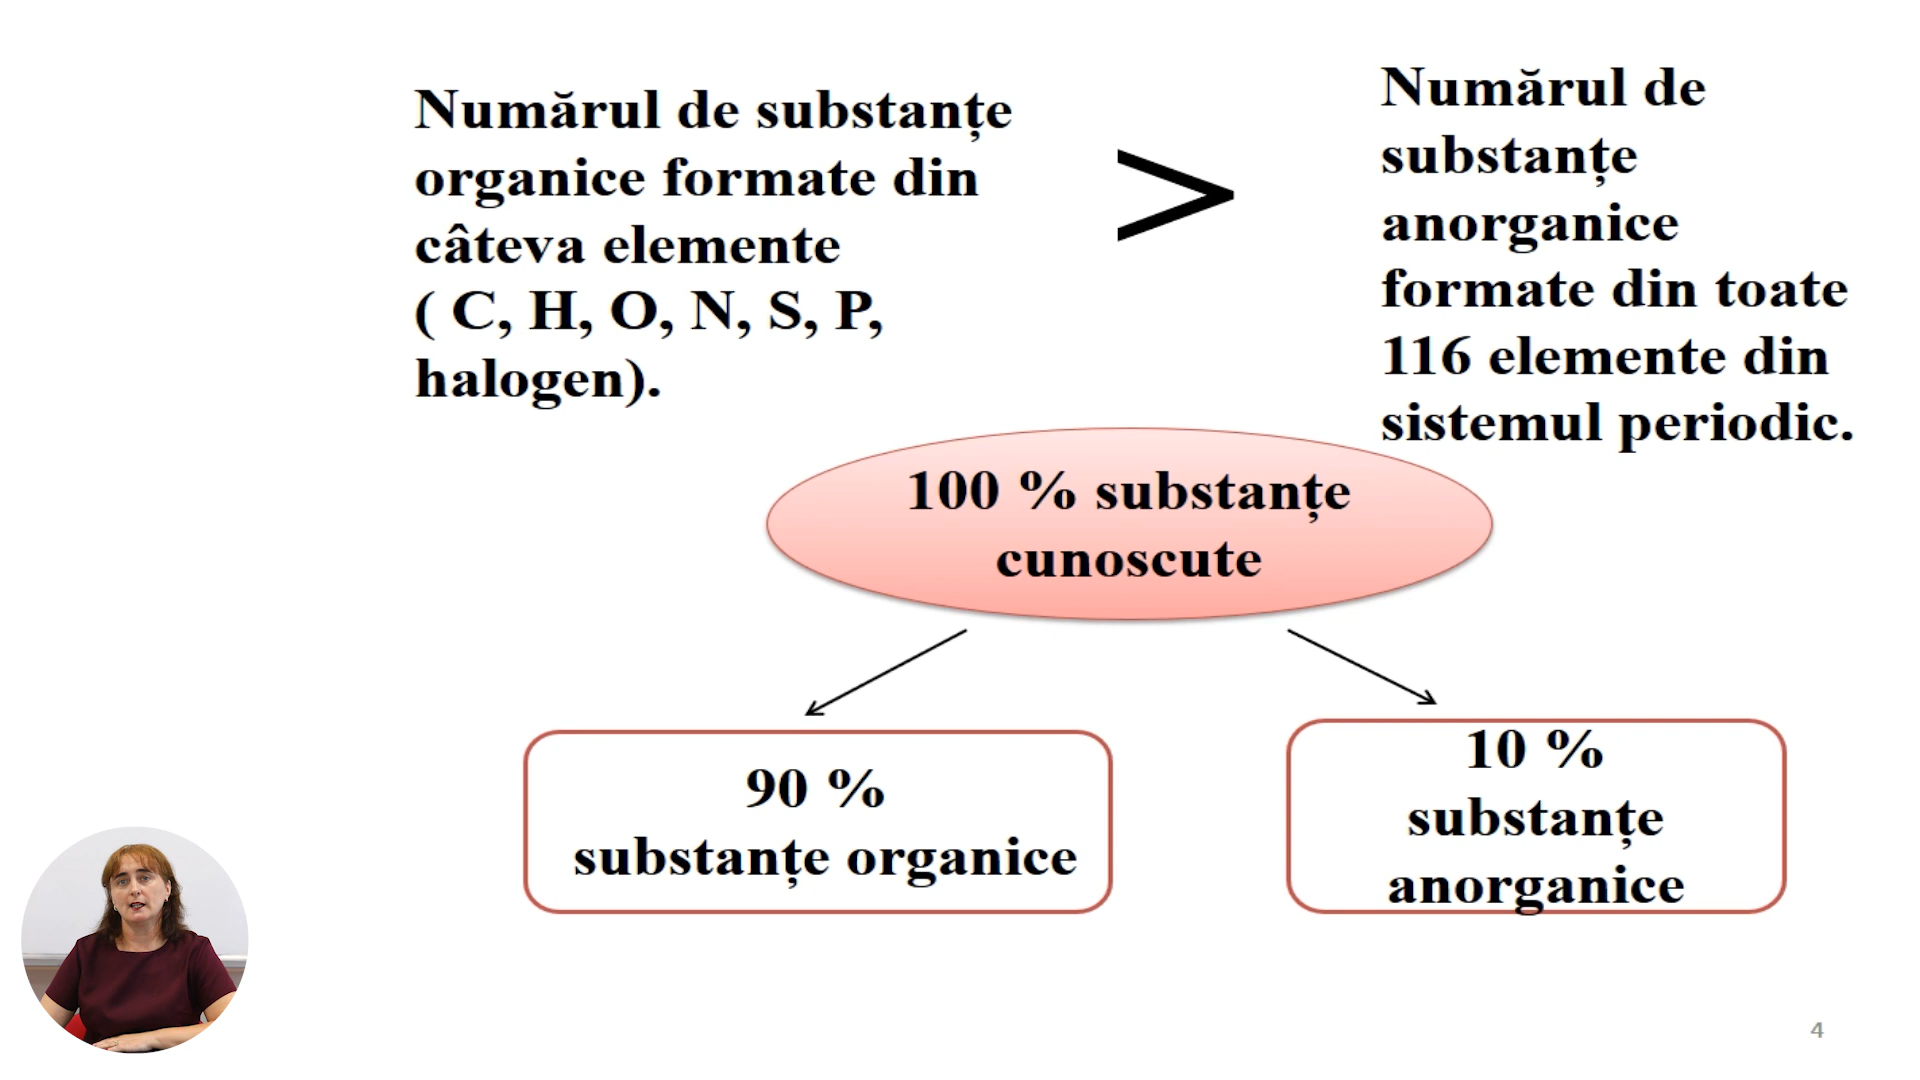 Numărul de substanțe
organice formate din
câteva elemente
( C, H, O, N, S, P,
halogen).
>
Numărul de
substanțe
anorganice
formate din toate
116 elemente din
sistemul periodic.
100 % substanțe
cunoscute
90 %
substanțe organice
10 %
substanțe
anorganice
4